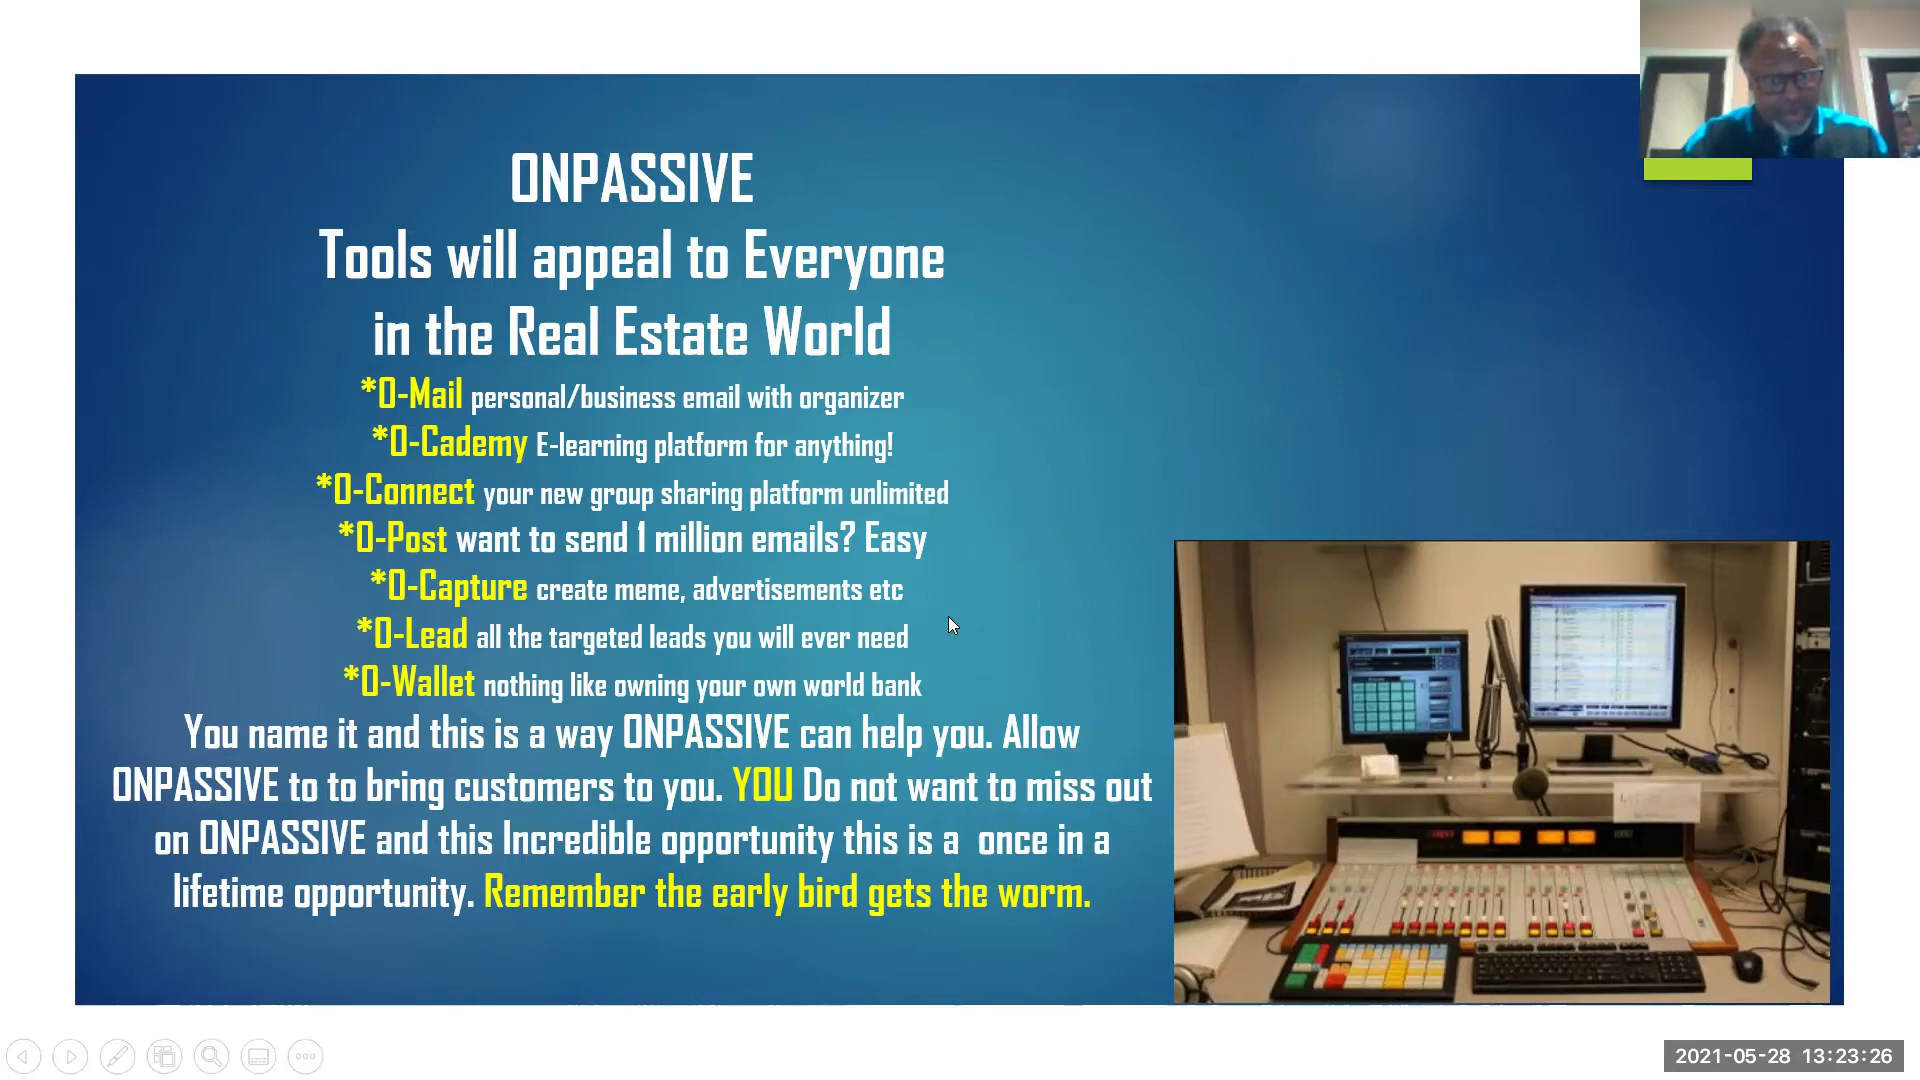 ONPASSIVE
Tools will appeal to Everyone
in the Real Estate World
*O-Mail personal/business email with organizer
*O-Cademy E-learning platform for anything!
*O-Connect your new group sharing platform unlimited
*O-Post want to send 1 million emails? Easy
*O-Capture create meme, advertisements etc
*O-Lead all the targeted leads you will ever need
*O-Wallet nothing like owning your own world bank
You name it and this is a way ONPASSIVE can help you. Allow
ONPASSIVE to to bring customers to you. YOU Do not want to miss out
on ONPASSIVE and this Incredible opportunity this is a once in a
lifetime opportunity. Remember the early bird gets the worm.
2021-05-28 13:23:26